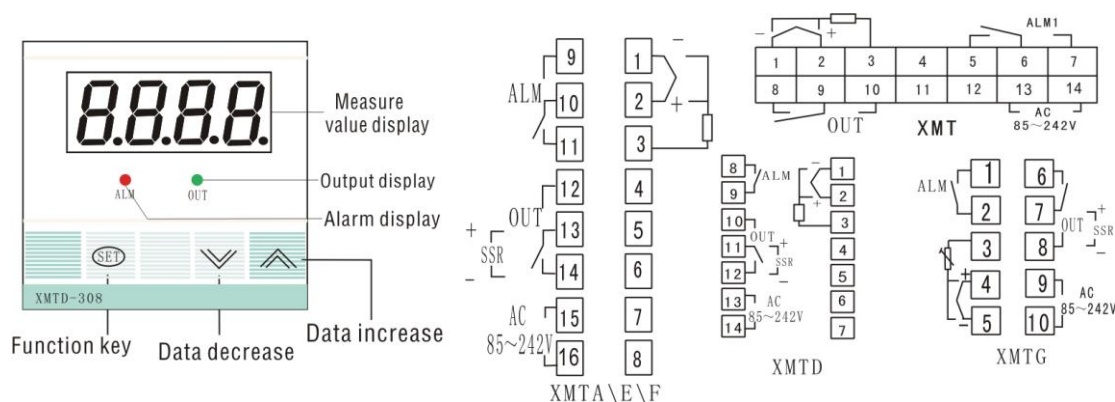 8.8.8.8.
Measure
value display
ALM
OUT
Output display
Alarm display
SET
XMTD-308
Function key
Data decrease
Data increase
9
10
11
12
13
14
15
16
ALM
OUT
+
SSR
-
AC
85~242V
1
2
3
4
5
6
7
8
-
+
XMTA\E\F
- +
ALM1
1 2 3 4 5 6 7
8 9 10 11 12 13 14
OUT
XMT
AC
85~242V
8
9
10
11
12
13
14
ALM
OUT
+
SSR
-
AC
85~242V
-
+
1
2
3
4
5
6
7
XMTD
ALM
1
2
3
4
5
+
-
6
7
8
9
10
OUT
+
SSR
-
AC
85~242V
XMTG